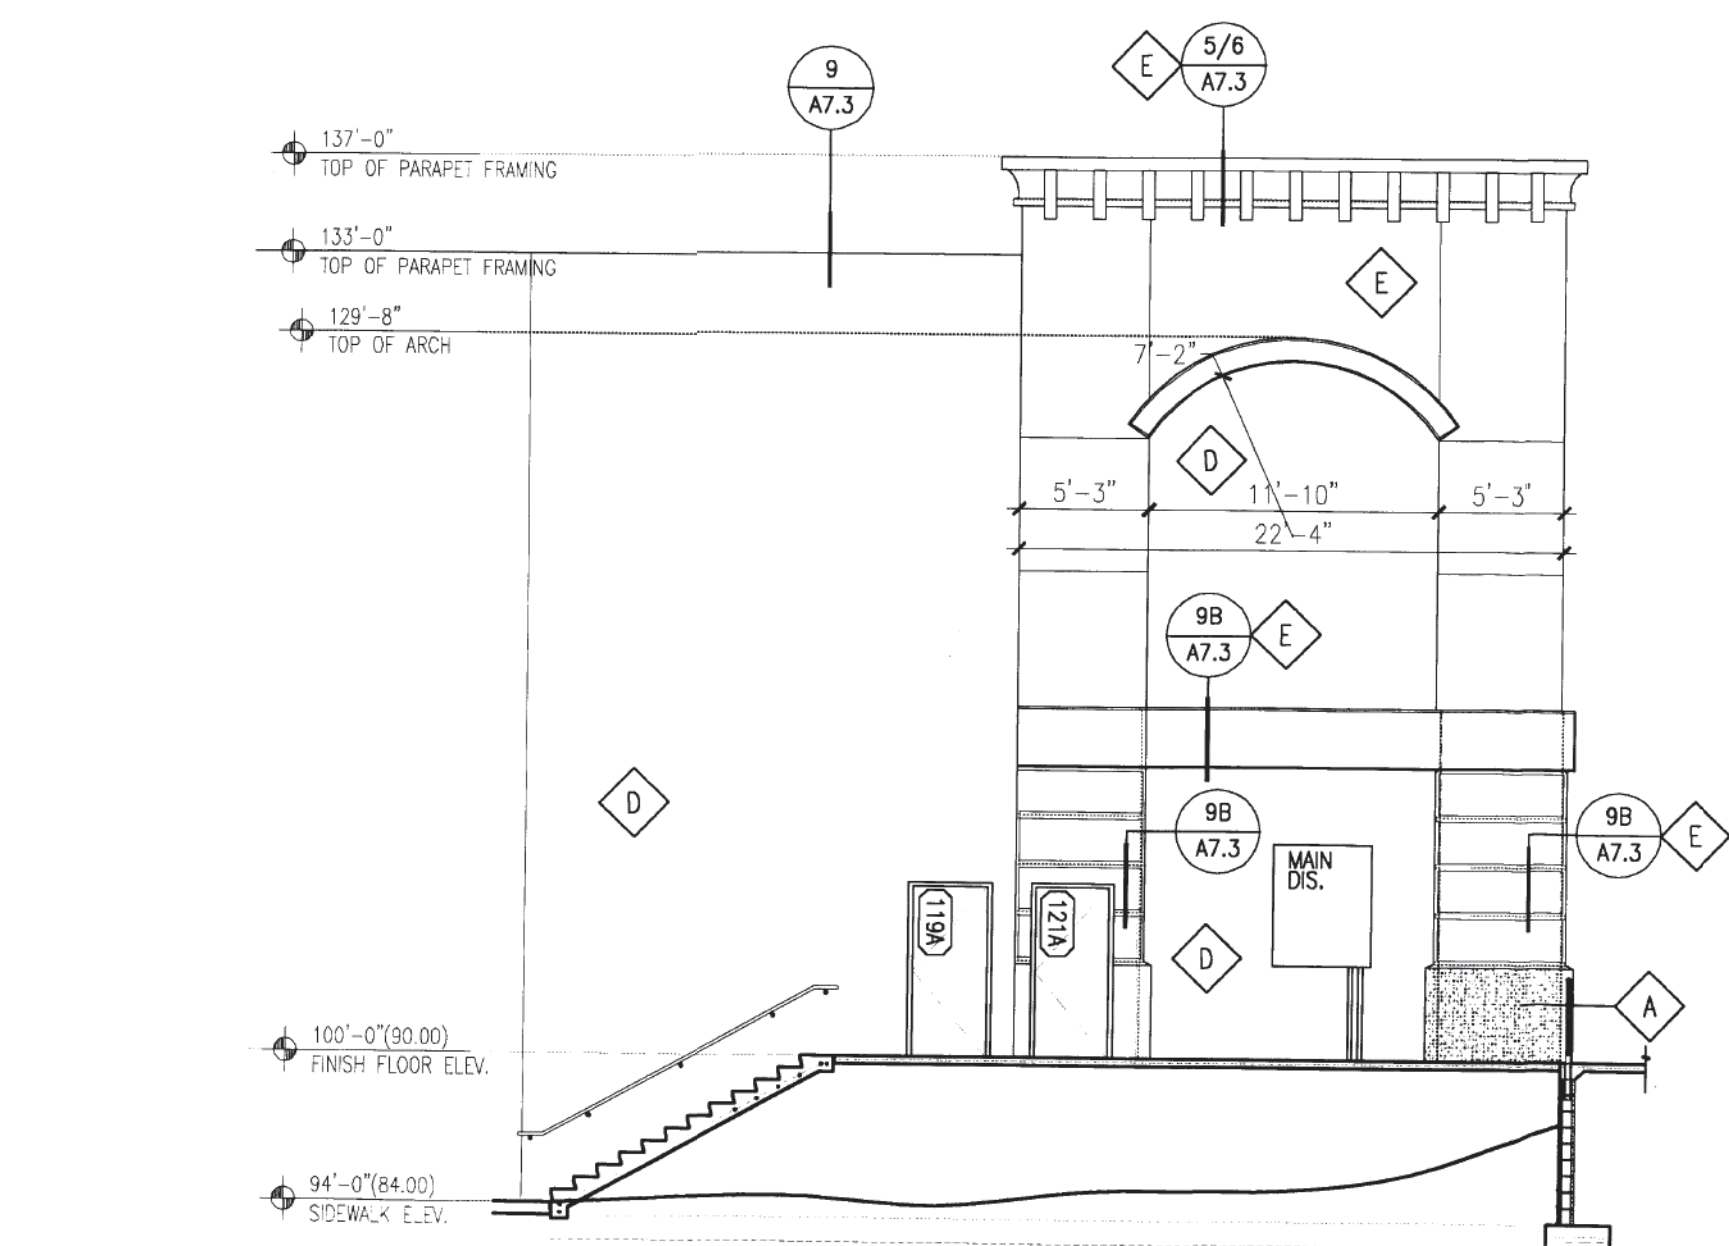 9
A7.3
E
5/6
A7.3
137'-0"
TOP OF PARAPET FRAMING
133'-0"
TOP OF PARAPET FRAMING
E
129'-8"
TOP OF ARCH
7'-2"
D
5'-3"
11'-10"
5'-3"
22'-4"
9B
A7.3
E
D
9B
A7.3
9B
A7.3
E
MAIN
DIS.
119A
121A
D
A
100'-0"(90.00)
FINISH FLOOR ELEV.
94'-0"(84.00)
SIDEWALK ELEV.